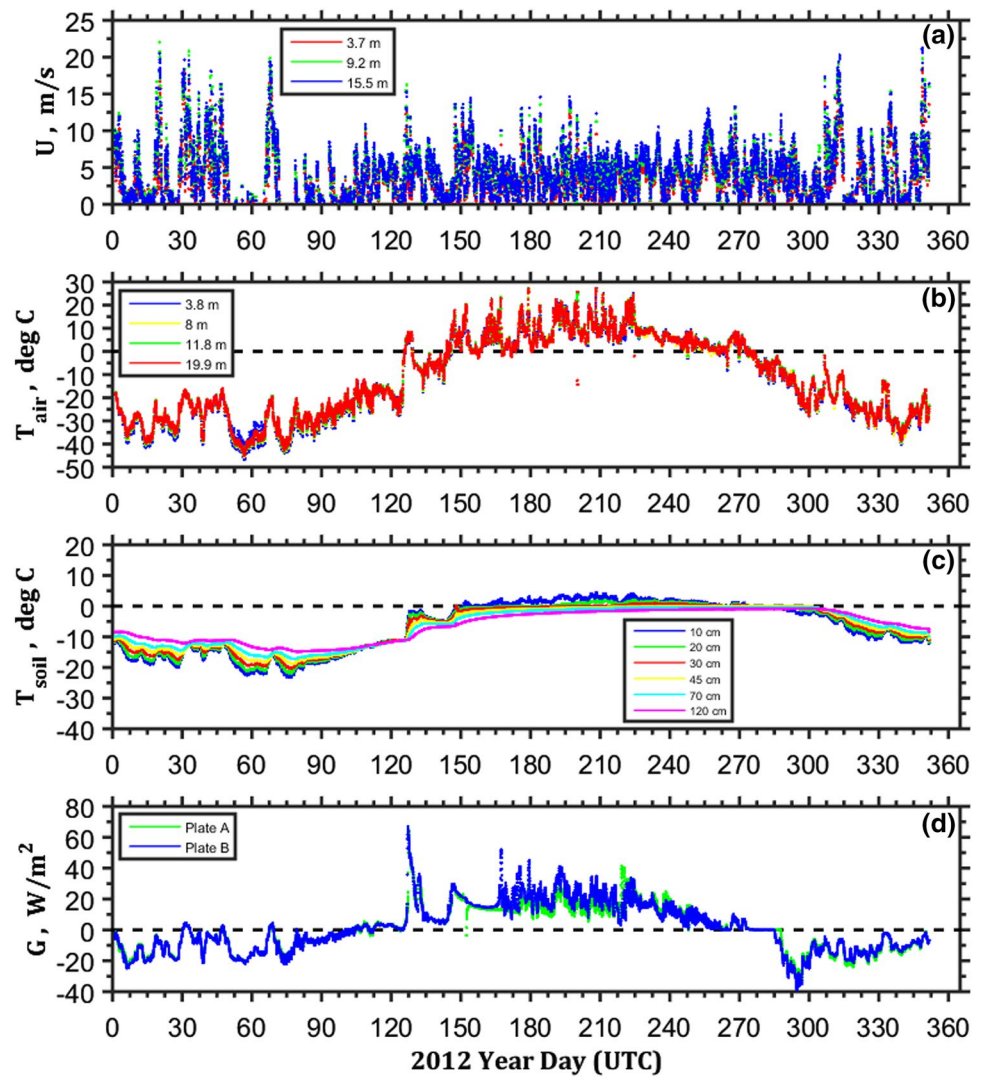 (a)
U, m/s
25
20
15
10
5
0
3.7 m
9.2 m
15.5 m
0 30 60 90 120 150 180 210 240 270 300 330 360
(b)
T air, deg C
30
20
10
0
-10
-20
-30
-40
-50
3.8 m
8 m
11.8 m
19.9 m
0 30 60 90 120 150 180 210 240 270 300 330 360
(c)
T soil, deg C
20
10
0
-10
-20
-30
-40
10 cm
20 cm
30 cm
45 cm
70 cm
120 cm
0 30 60 90 120 150 180 210 240 270 300 330 360
(d)
G, W/m²
80
60
40
20
0
-20
-40
Plate A
Plate B
0 30 60 90 120 150 180 210 240 270 300 330 360
2012 Year Day (UTC)